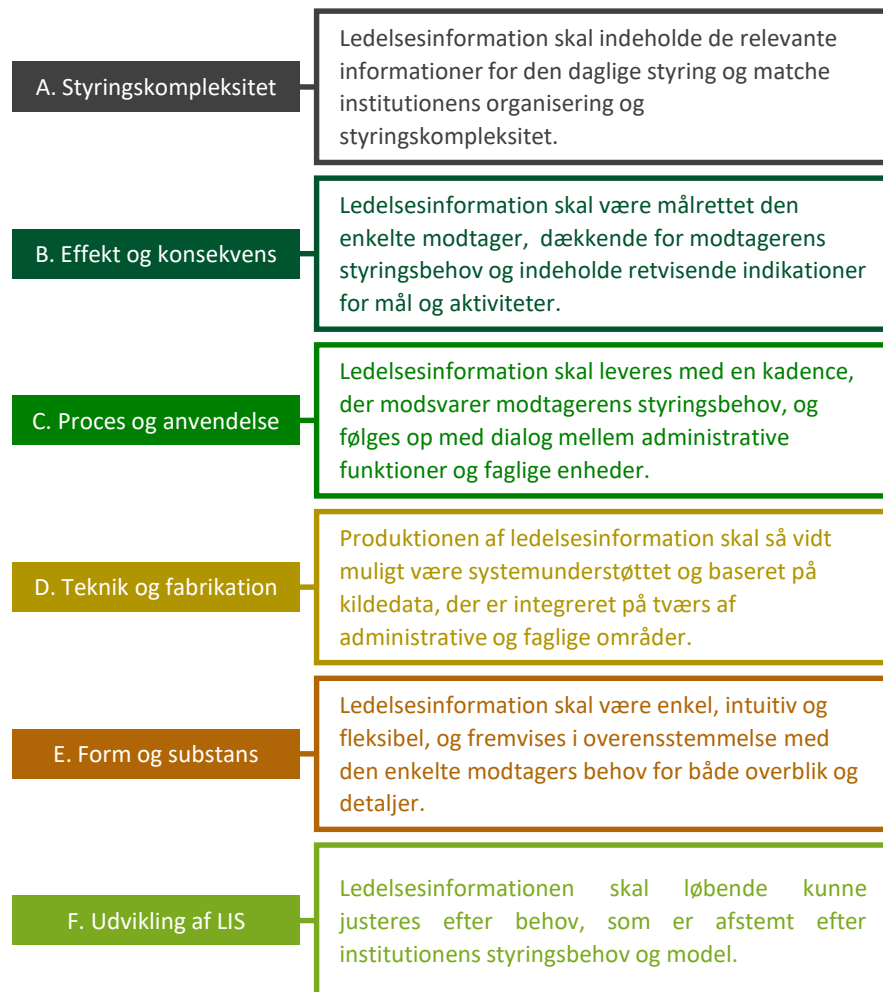 A. Styringskompleksitet
Ledelsesinformation skal indeholde de relevante
informationer for den daglige styring og matche
institutionens organisering og
styringskompleksitet.
B. Effekt og konsekvens
Ledelsesinformation skal være målrettet den
enkelte modtager, dækkende for modtagerens
styringsbehov og indeholde retvisende indikationer
for mål og aktiviteter.
C. Proces og anvendelse
Ledelsesinformation skal leveres med en kadence,
der modsvarer modtagerens styringsbehov, og
følges op med dialog mellem administrative
funktioner og faglige enheder.
D. Teknik og fabrikation
Produktionen af ledelsesinformation skal så vidt
muligt være systemunderstøttet og baseret på
kildedata, der er integreret på tværs af
administrative og faglige områder.
E. Form og substans
Ledelsesinformation skal være enkel, intuitiv og
fleksibel, og fremvises i overensstemmelse med
den enkelte modtagers behov for både overblik og
detaljer.
F. Udvikling af LIS
Ledelsesinformationen skal løbende kunne
justeres efter behov, som er afstemt efter
institutionens styringsbehov og model.